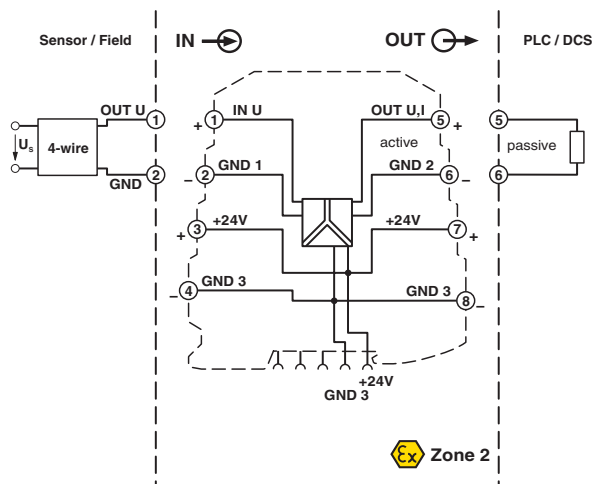 Sensor / Field
IN
OUT
PLC / DCS
OUT U
1
+
1
IN U
OUT U,I
5
+
5
Us
4-wire
active
passive
GND
2
–
2
GND 1
GND 2
6
–
6
+
3
+24V
+24V
7
+
–
4
GND 3
GND 3
8
–
+24V
GND 3
Ex
Zone 2